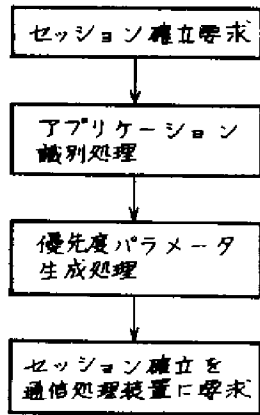 セッション確立要求
アプリケーション
識別処理
優先度パラメータ
生成処理
セッション確立を
通信処理装置に要求